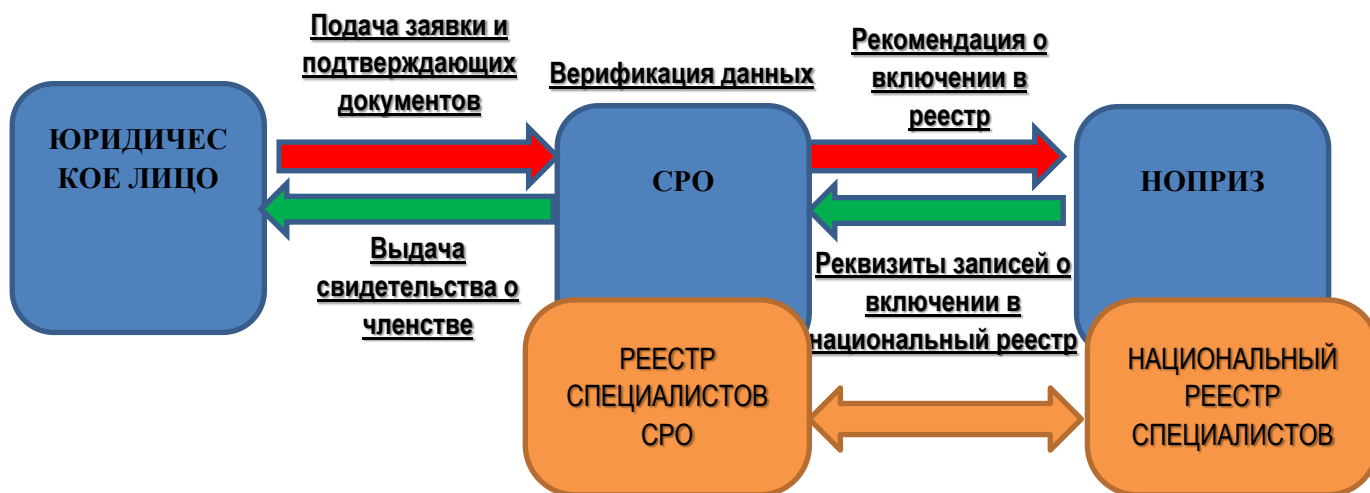 Подача заявки и
подтверждающих
документов
Верификация данных
Рекомендация о
включении в
реестр
ЮРИДИЧЕС
КОЕ ЛИЦО
СРО
НОПРИЗ
Выдача
свидетельства о
членстве
Реквизиты записей о
включении в
национальный реестр
РЕЕСТР
СПЕЦИАЛИСТОВ
СРО
НАЦИОНАЛЬНЫЙ
РЕЕСТР
СПЕЦИАЛИСТОВ